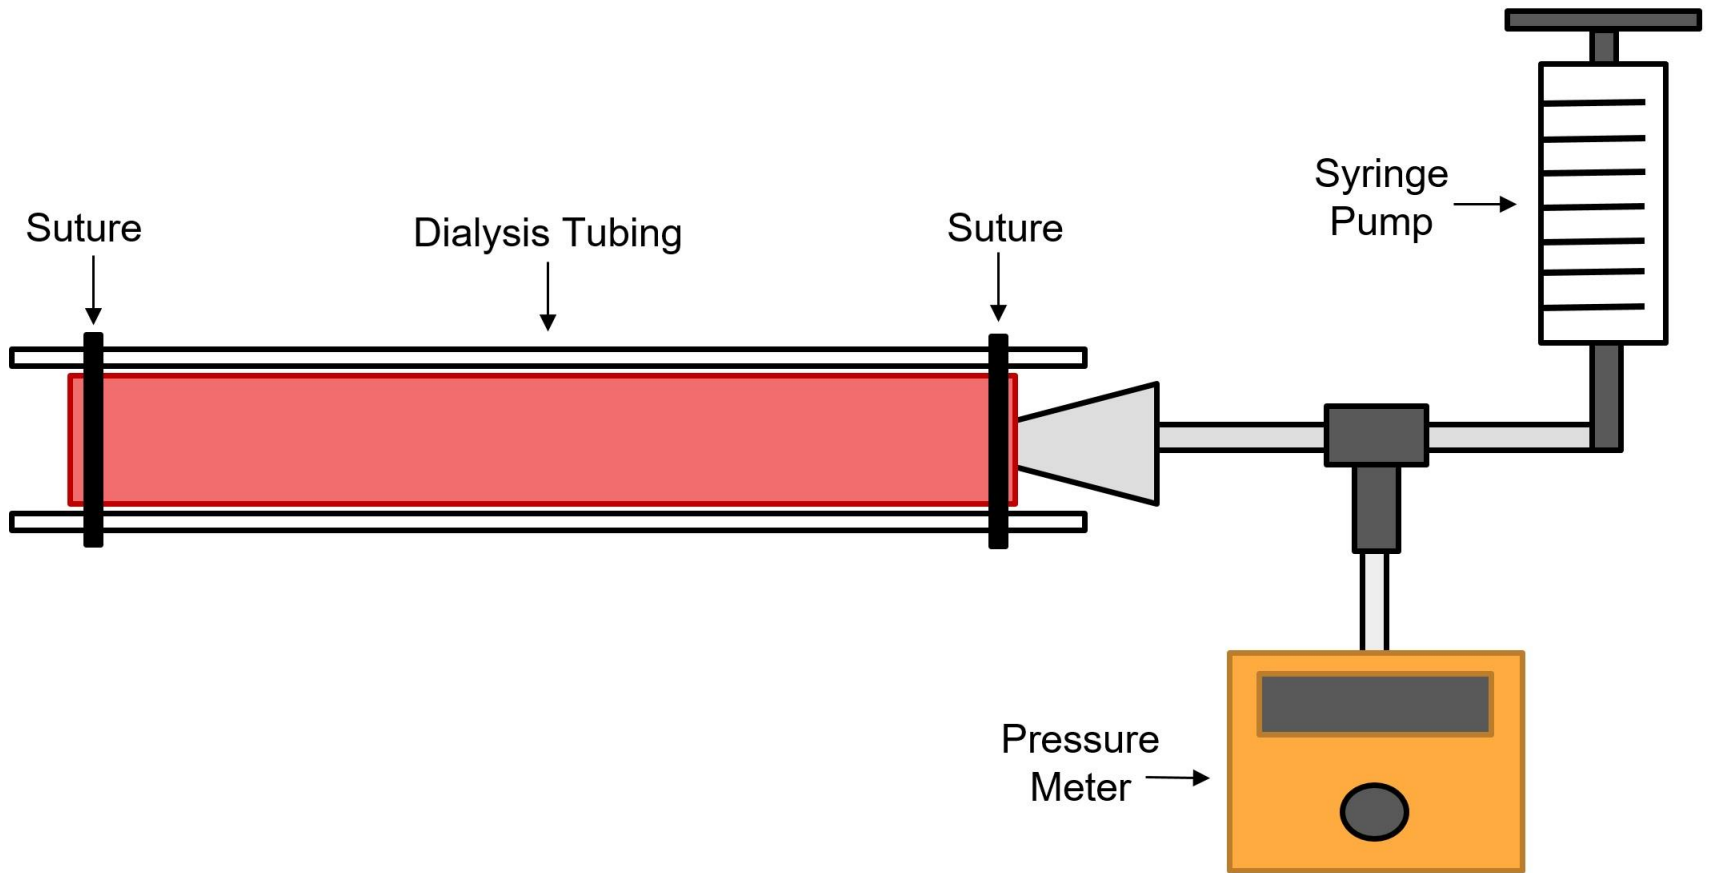 Syringe
Pump
Suture
Dialysis Tubing
Suture
Pressure
Meter